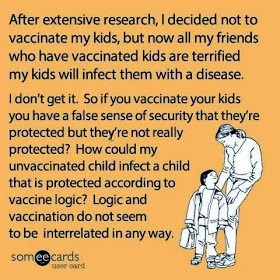 After extensive research, I decided not to
vaccinate my kids, but now all my friends
who have vaccinated kids are terrified
my kids will infect them with a disease.
I don't get it.  So if you vaccinate your kids
you have a false sense of security that they're
protected but they're not really
protected?  How could my
unvaccinated child infect a child
that is protected according to
vaccine logic?  Logic and
vaccination do not seem
to be  interrelated in any way.
someecards
user card